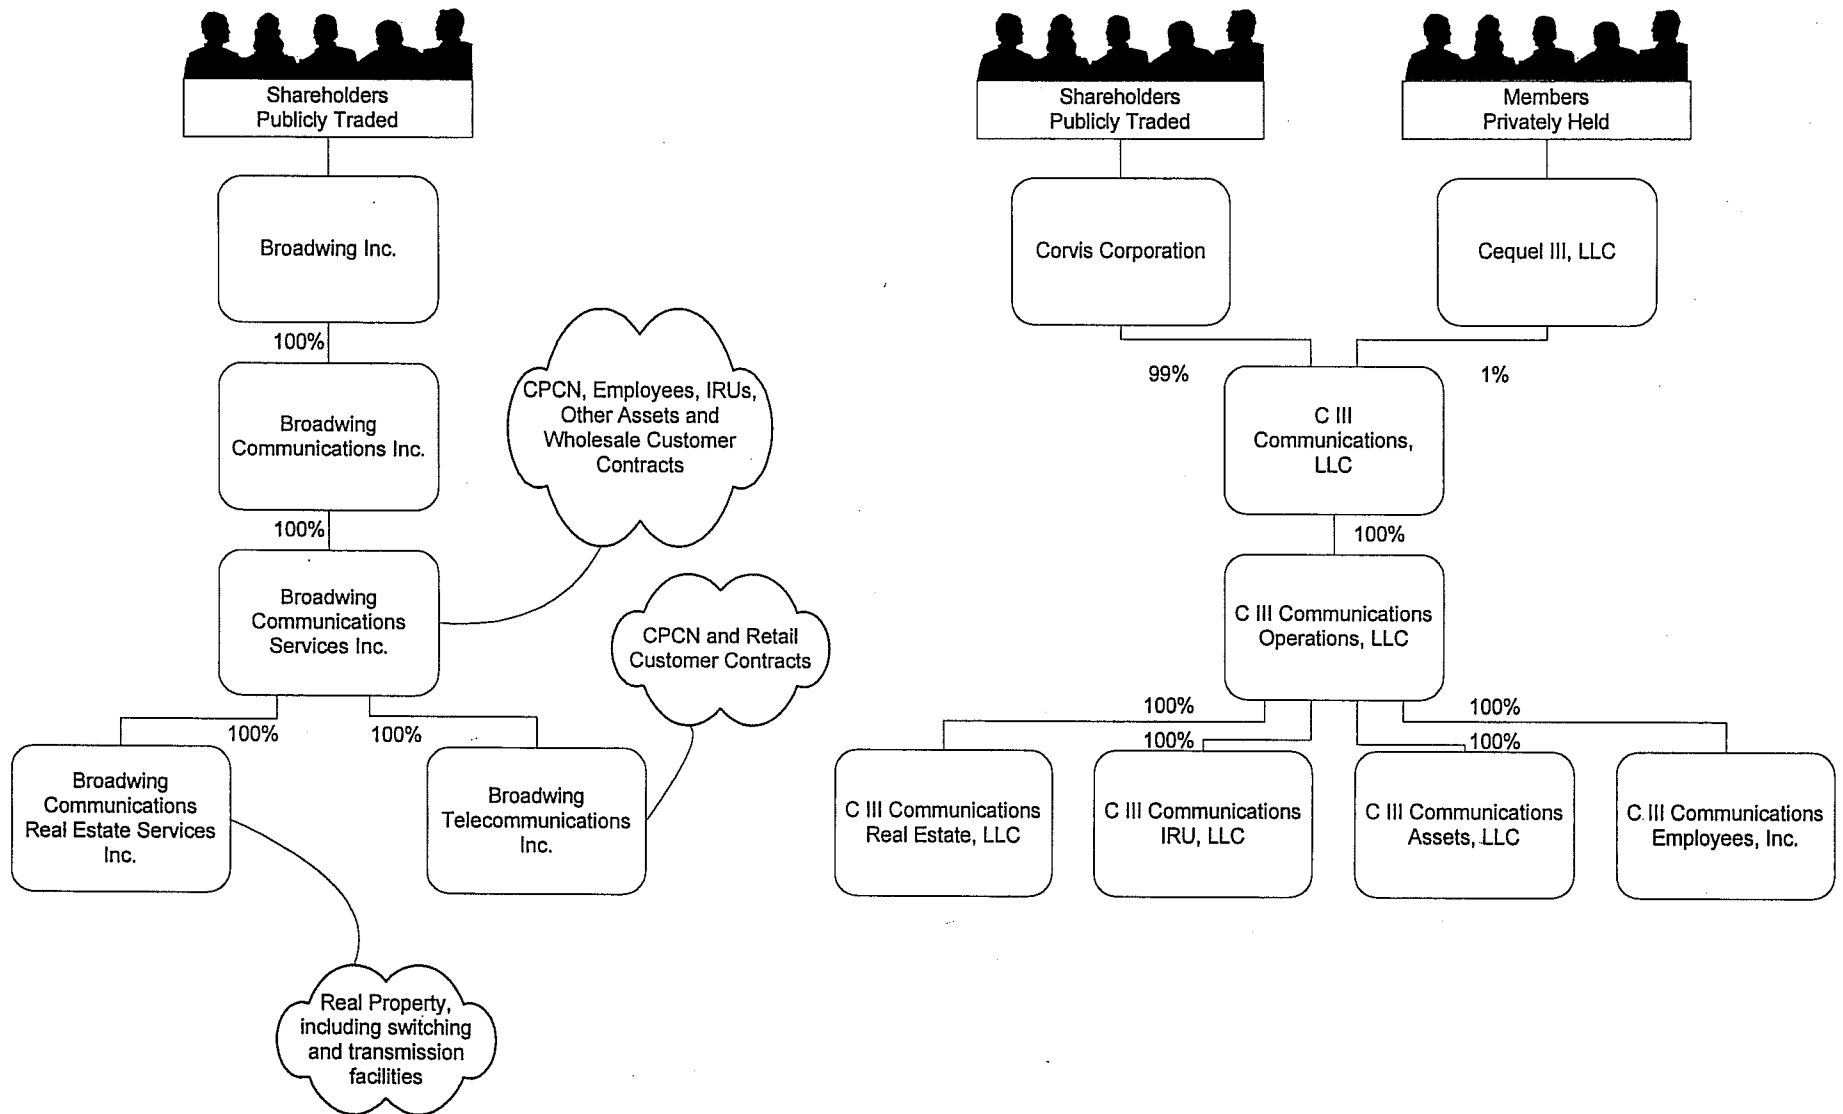 Shareholders
Publicly Traded
Broadwing Inc.
100%
Broadwing
Communications Inc.
100%
Broadwing
Communications
Services Inc.
CPCN, Employees, IRUs,
Other Assets and
Wholesale Customer
Contracts
CPCN and Retail
Customer Contracts
100%
100%
Broadwing
Communications
Real Estate Services
Inc.
Broadwing
Telecommunications
Inc.
Real Property,
including switching
and transmission
facilities
Shareholders
Publicly Traded
Members
Privately Held
Corvis Corporation
Cequel III, LLC
99%
1%
C III
Communications,
LLC
100%
C III Communications
Operations, LLC
100%
100%
100%
100%
C III Communications
Real Estate, LLC
C III Communications
IRU, LLC
C III Communications
Assets, LLC
C III Communications
Employees, Inc.